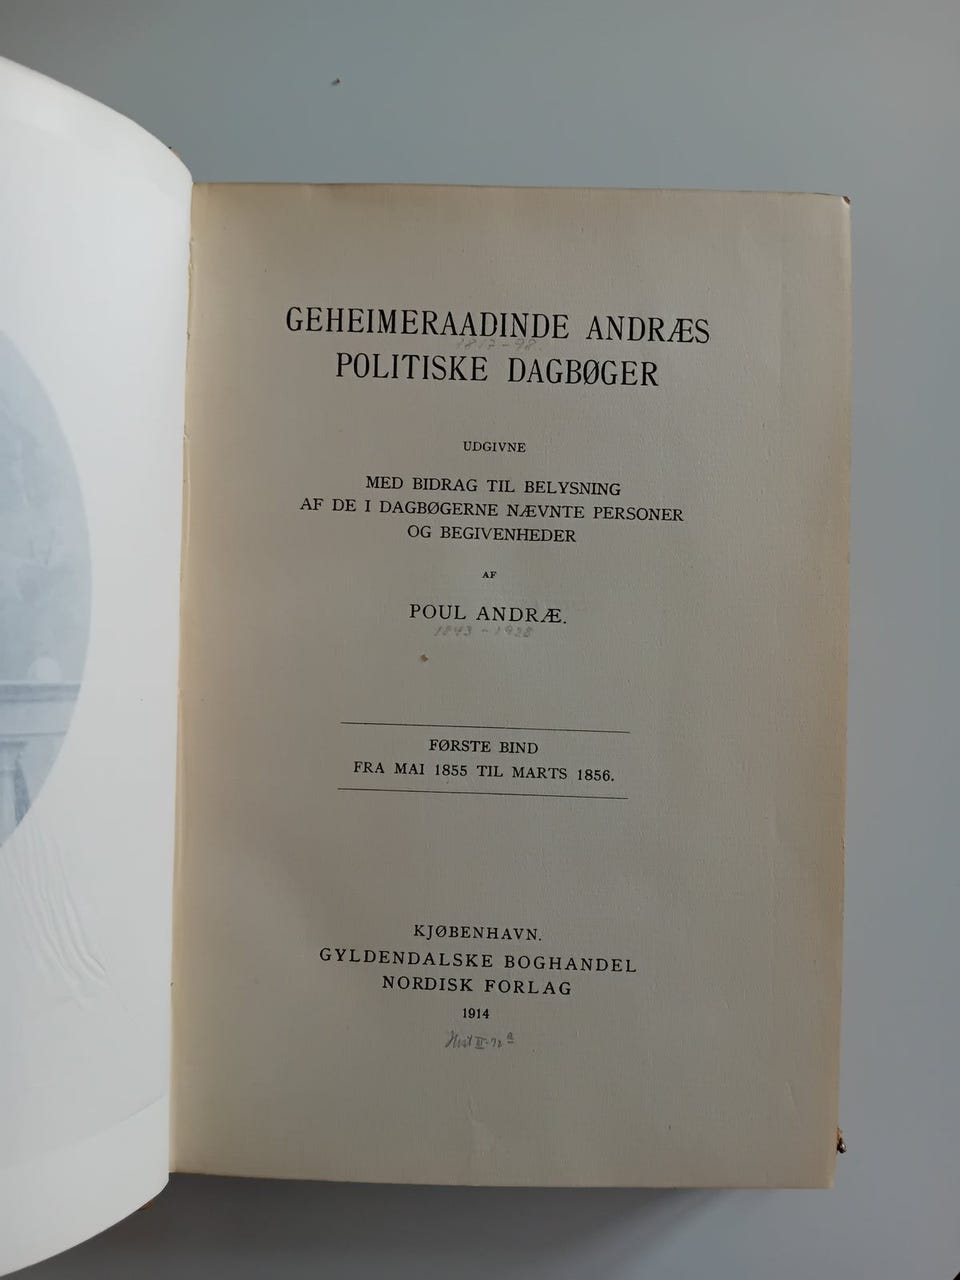 GEHEIMERAADINDE ANDRÆS
1817-98.
POLITISKE DAGBØGER
UDGIVNE
MED BIDRAG TIL BELYSNING
AF DE I DAGBØGERNE NÆVNTE PERSONER
OG BEGIVENHEDER
AF
POUL ANDRÆ.
1843-1928
FØRSTE BIND
FRA MAI 1855 TIL MARTS 1856.
KJØBENHAVN.
GYLDENDALSKE BOGHANDEL
NORDISK FORLAG
1914